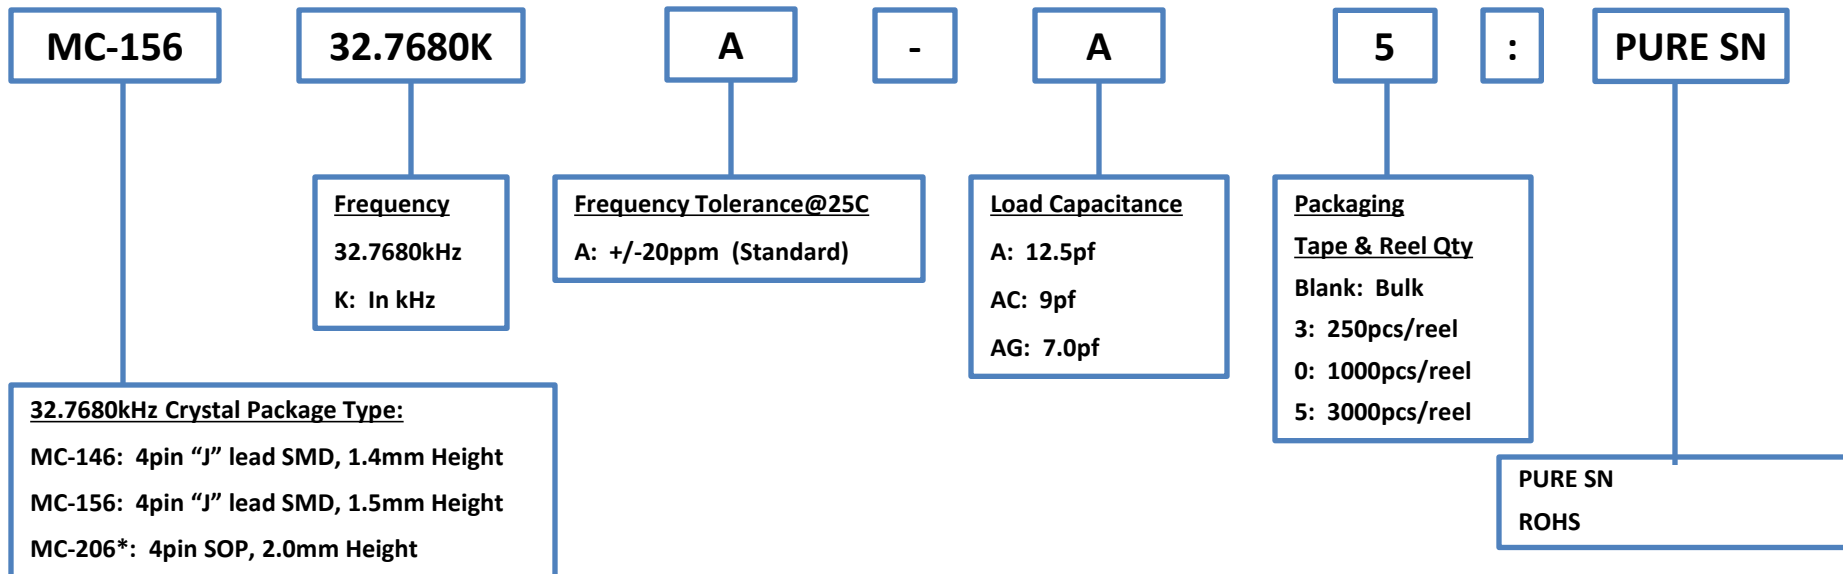 MC-156 32.7680K A - A 5 : PURE SN
Frequency
32.7680kHz
K: In kHz
Frequency Tolerance@25C
A: +/-20ppm (Standard)
Load Capacitance
A: 12.5pf
AC: 9pf
AG: 7.0pf
Packaging
Tape & Reel Qty
Blank: Bulk
3: 250pcs/reel
0: 1000pcs/reel
5: 3000pcs/reel
32.7680kHz Crystal Package Type:
MC-146: 4pin “J” lead SMD, 1.4mm Height
MC-156: 4pin “J” lead SMD, 1.5mm Height
MC-206*: 4pin SOP, 2.0mm Height
PURE SN
ROHS